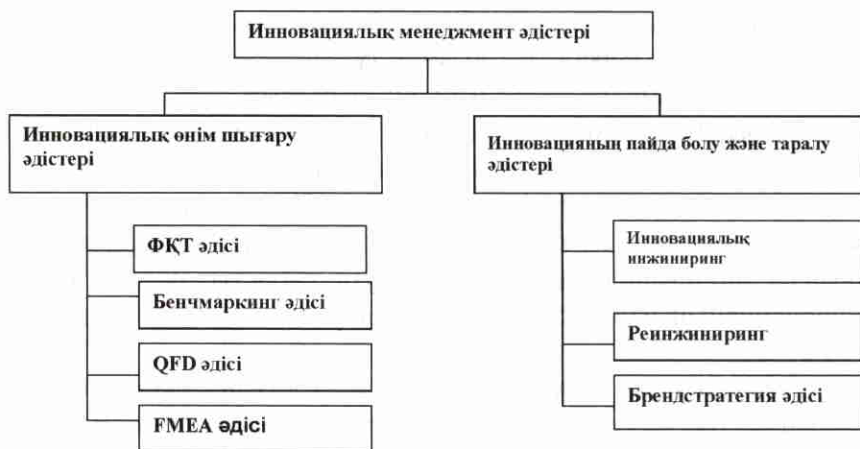 Инновациялық менеджмент әдістері
Инновациялық өнім шығару
әдістері
ФҚТ әдісі
Бенчмаркинг әдісі
QFD әдісі
FMEA әдісі
Инновацияның пайда болу және таралу
әдістері
Инновациялық
инжиниринг
Реинжиниринг
Брендстратегия әдісі